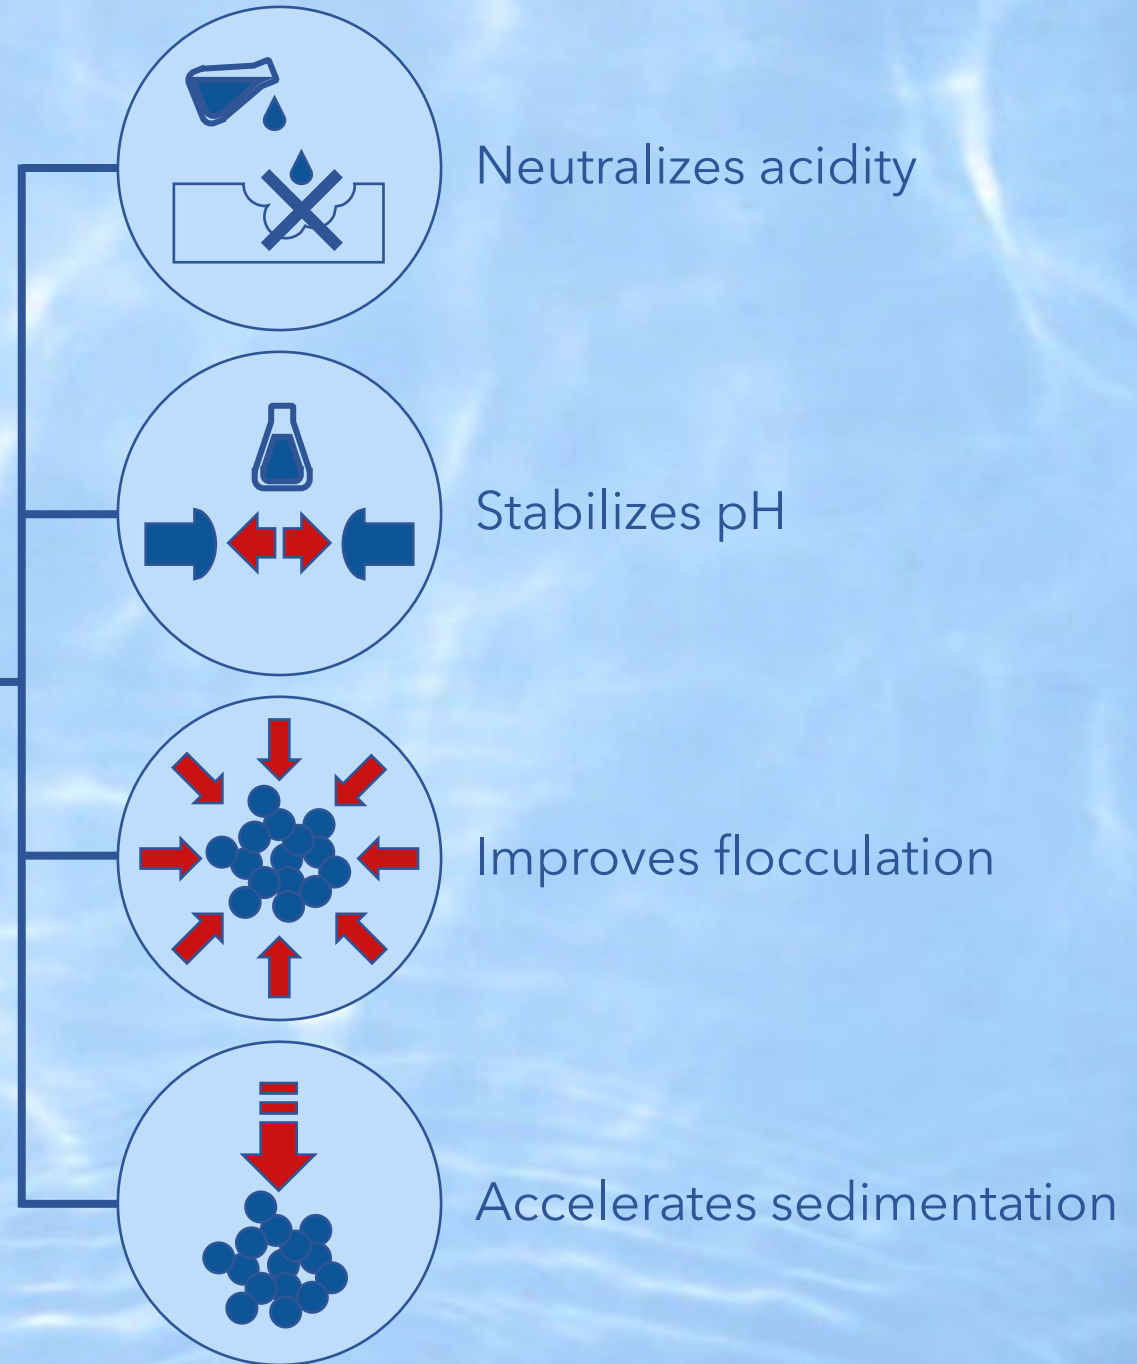 Neutralizes acidity
Stabilizes pH
Improves flocculation
Accelerates sedimentation